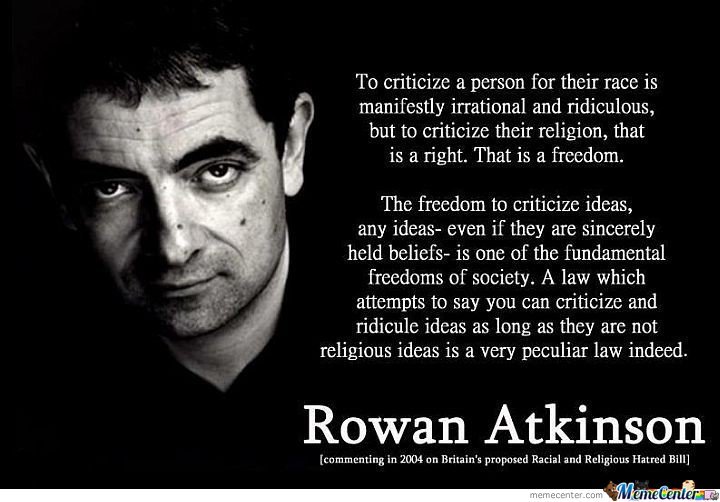 To criticize a person for their race is
manifestly irrational and ridiculous,
but to criticize their religion, that
is a right. That is a freedom.
The freedom to criticize ideas,
any ideas- even if they are sincerely
held beliefs- is one of the fundamental
freedoms of society. A law which
attempts to say you can criticize and
ridicule ideas as long as they are not
religious ideas is a very peculiar law indeed.
Rowan Atkinson
[commenting in 2004 on Britain's proposed Racial and Religious Hatred Bill]
memecenter.com MemeCenter